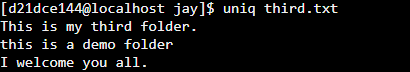 [d21dce144@localhost jay]$ uniq third.txt
This is my third folder.
this is a demo folder
I welcome you all.